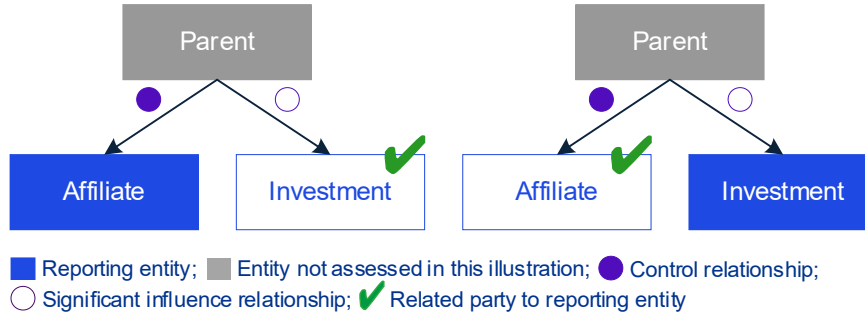 Parent
Parent
Affiliate
Investment
Affiliate
Investment
Reporting entity; Entity not assessed in this illustration; Control relationship;
Significant influence relationship; Related party to reporting entity